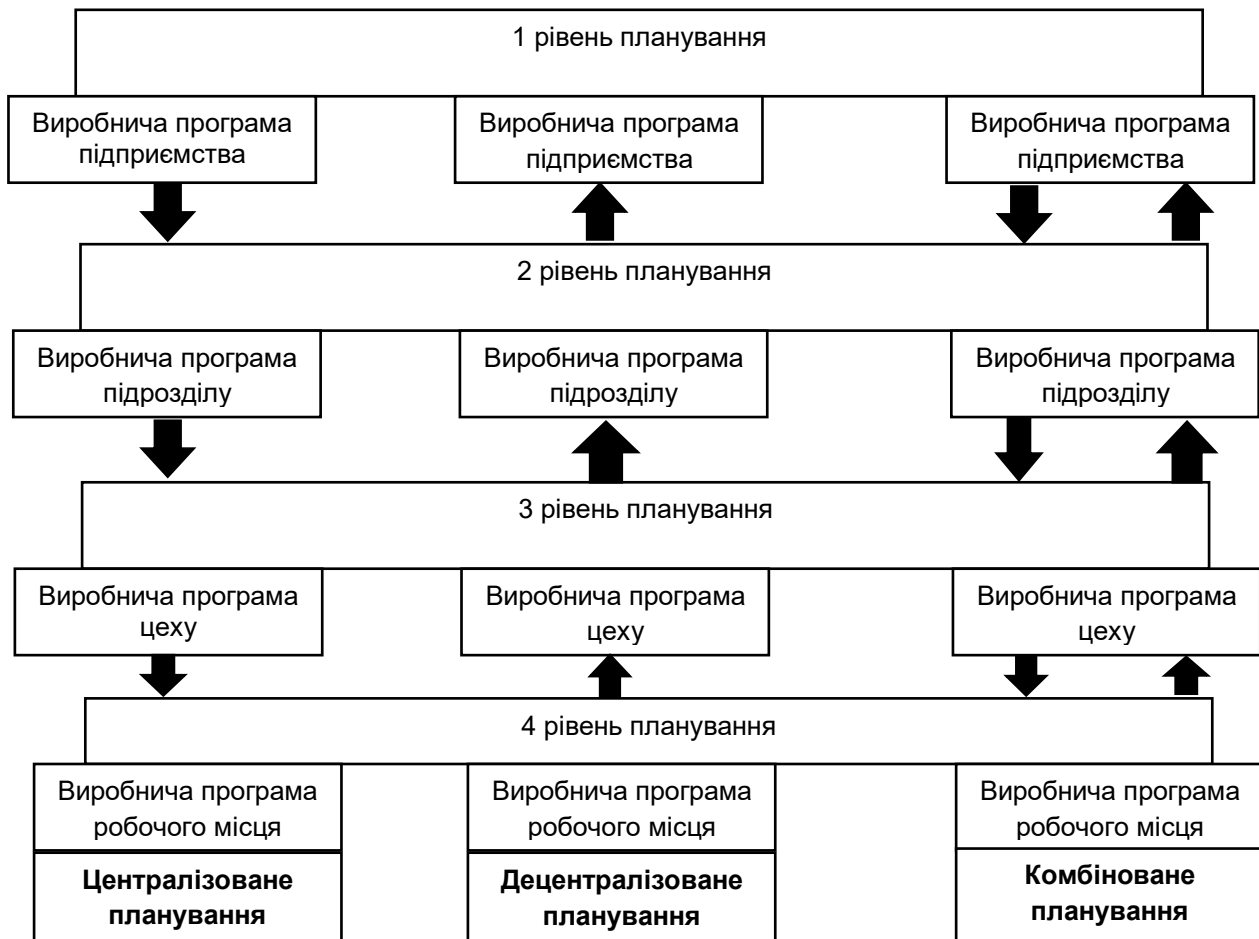 1 рівень планування
Виробнича програма
підприємства
Виробнича програма
підприємства
Виробнича програма
підприємства
2 рівень планування
Виробнича програма
підрозділу
Виробнича програма
підрозділу
Виробнича програма
підрозділу
3 рівень планування
Виробнича програма
цеху
Виробнича програма
цеху
Виробнича програма
цеху
4 рівень планування
Виробнича програма
робочого місця
Виробнича програма
робочого місця
Виробнича програма
робочого місця
Централізоване
планування
Децентралізоване
планування
Комбіноване
планування